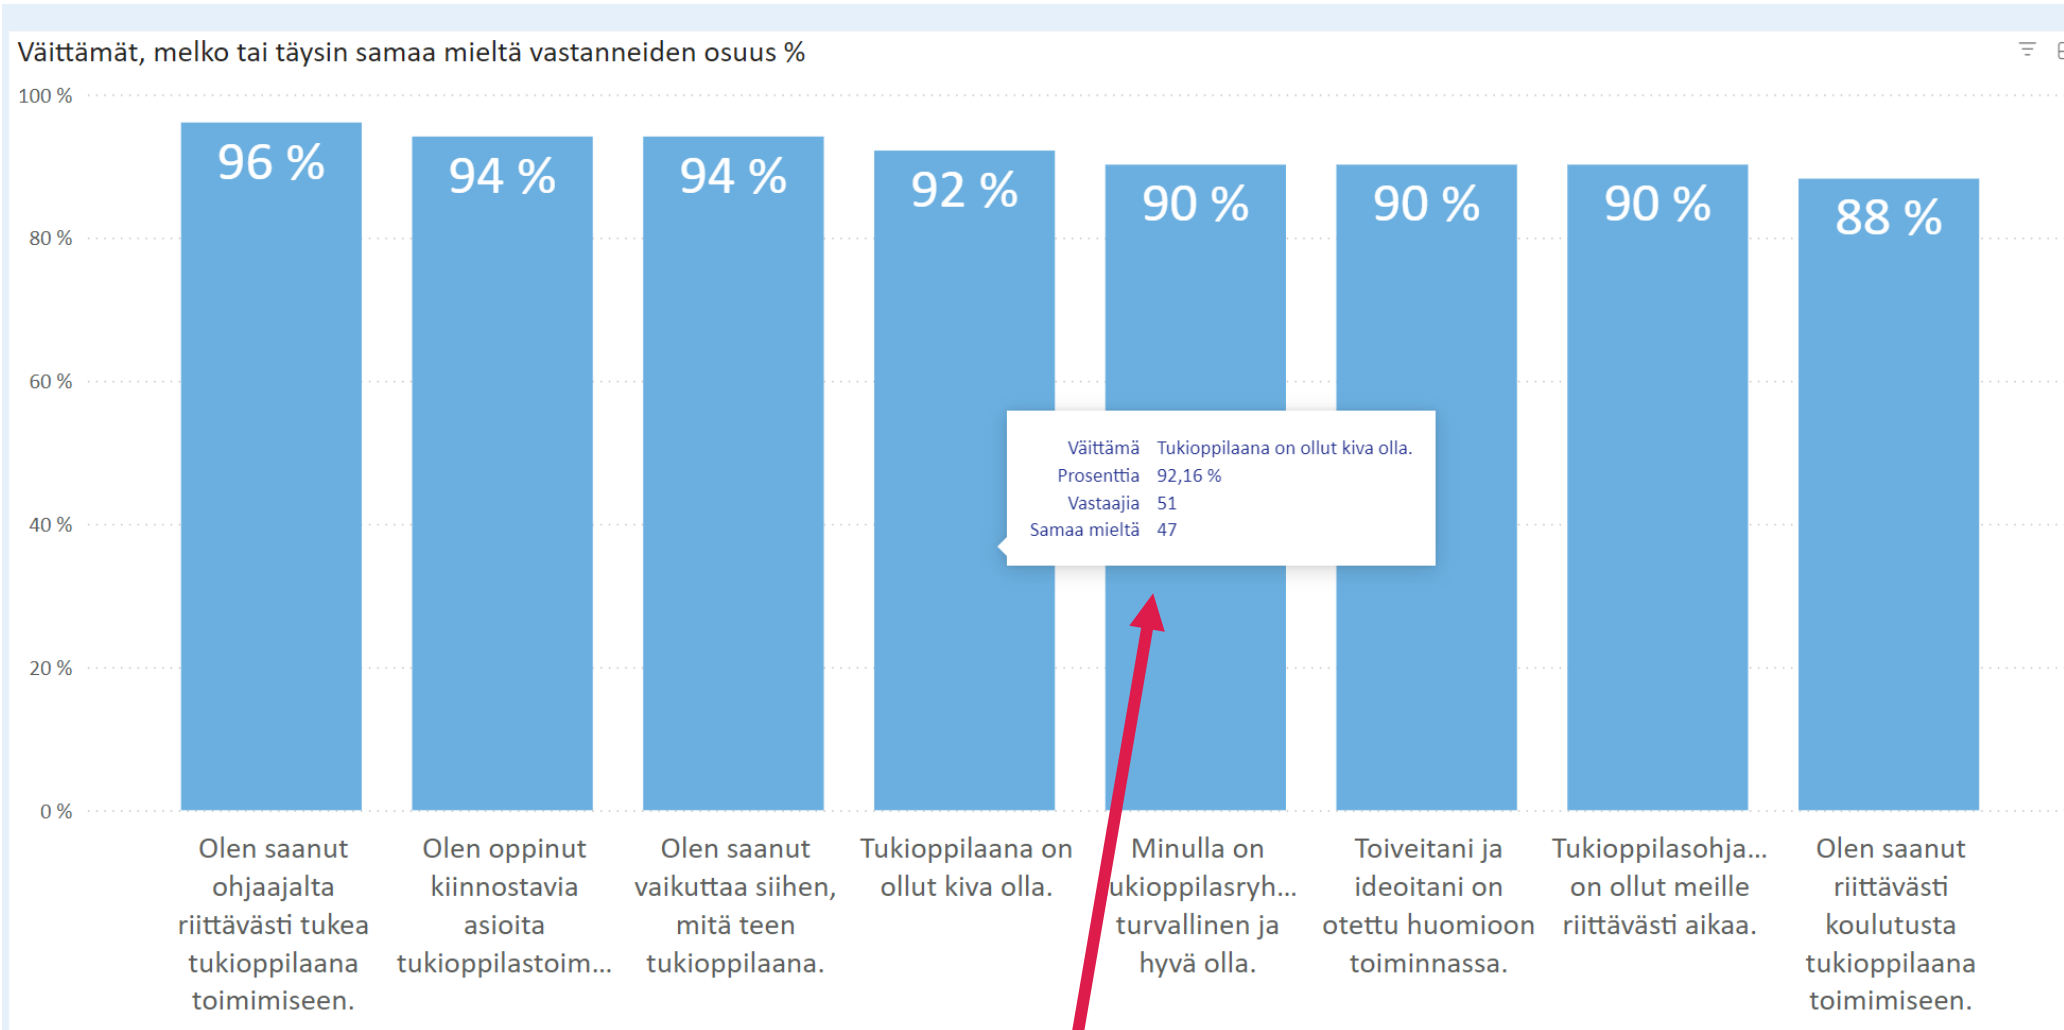 Väittämät, melko tai täysin samaa mieltä vastanneiden osuus %
100 %
80 %
60 %
40 %
20 %
0 %
96 %
94 %
94 %
92 %
90 %
90 %
90 %
88 %
Väittämä Tukioppilaana on ollut kiva olla.
Prosenttia 92,16 %
Vastaajia 51
Samaa mieltä 47
Olen saanut
ohjaajalta
riittävästi tukea
tukioppilaana
toimimiseen.
Olen oppinut
kiinnostavia
asioita
tukioppilastoim...
Olen saanut
vaikuttaa siihen,
mitä teen
tukioppilaana.
Tukioppilaana on
ollut kiva olla.
Minulla on
ukioppilasryh...
turvallinen ja
hyvä olla.
Toiveitani ja
ideoitani on
otettu huomioon
toiminnassa.
Tukioppilasohja...
on ollut meille
riittävästi aikaa.
Olen saanut
riittävästi
koulutusta
tukioppilaana
toimimiseen.